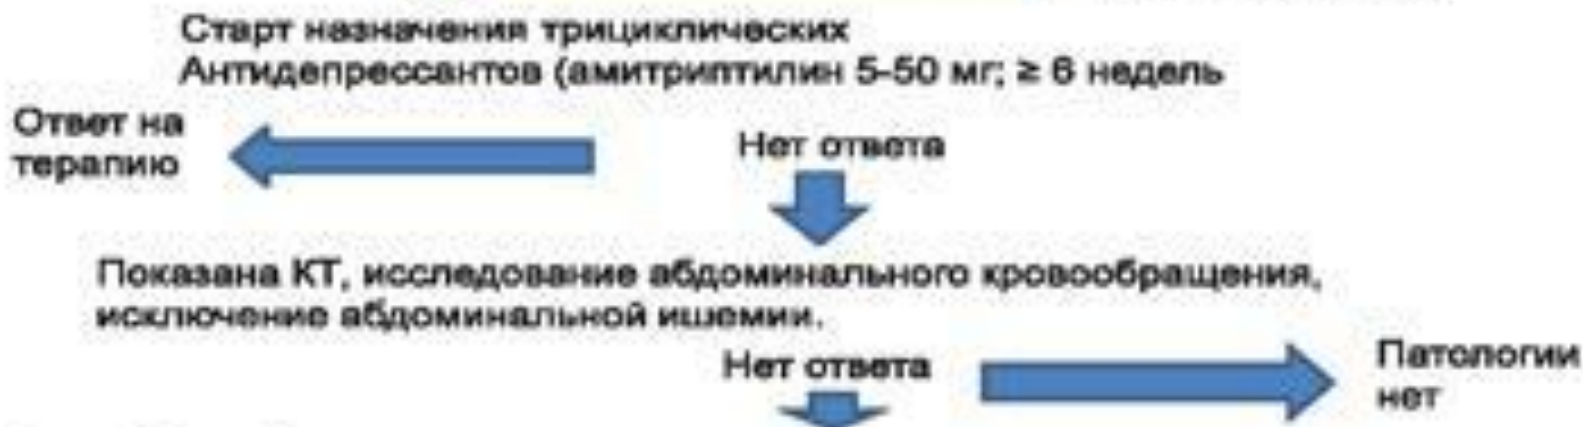 Старт назначения трициклических
Антидепрессантов (амитриптилин 5-50 мг; ≥ 6 недель
Ответ на
терапию
Нет ответа
Показана КТ, исследование абдоминального кровообращения,
исключение абдоминальной ишемии.
Нет ответа
Патологии
нет